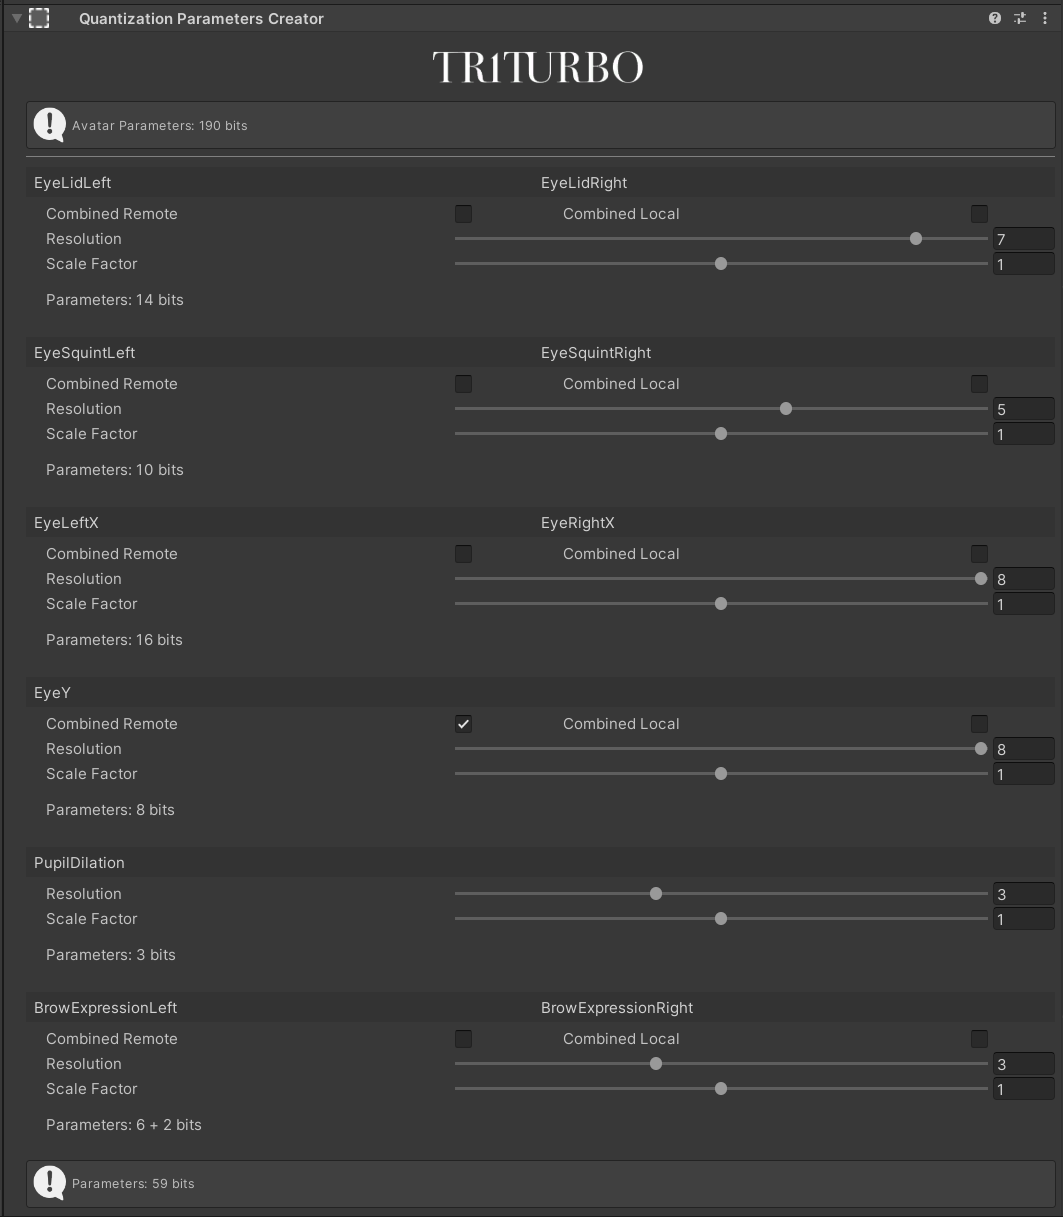 Quantization Parameters Creator
TR1TURBO
Avatar Parameters: 190 bits
EyeLidLeft EyeLidRight
Combined Remote Combined Local
Resolution 7
Scale Factor 1
Parameters: 14 bits
EyeSquintLeft EyeSquintRight
Combined Remote Combined Local
Resolution 5
Scale Factor 1
Parameters: 10 bits
EyeLeftX EyeRightX
Combined Remote Combined Local
Resolution 8
Scale Factor 1
Parameters: 16 bits
EyeY
Combined Remote Combined Local
Resolution 8
Scale Factor 1
Parameters: 8 bits
PupilDilation
Resolution 3
Scale Factor 1
Parameters: 3 bits
BrowExpressionLeft BrowExpressionRight
Combined Remote Combined Local
Resolution 3
Scale Factor 1
Parameters: 6 + 2 bits
Parameters: 59 bits